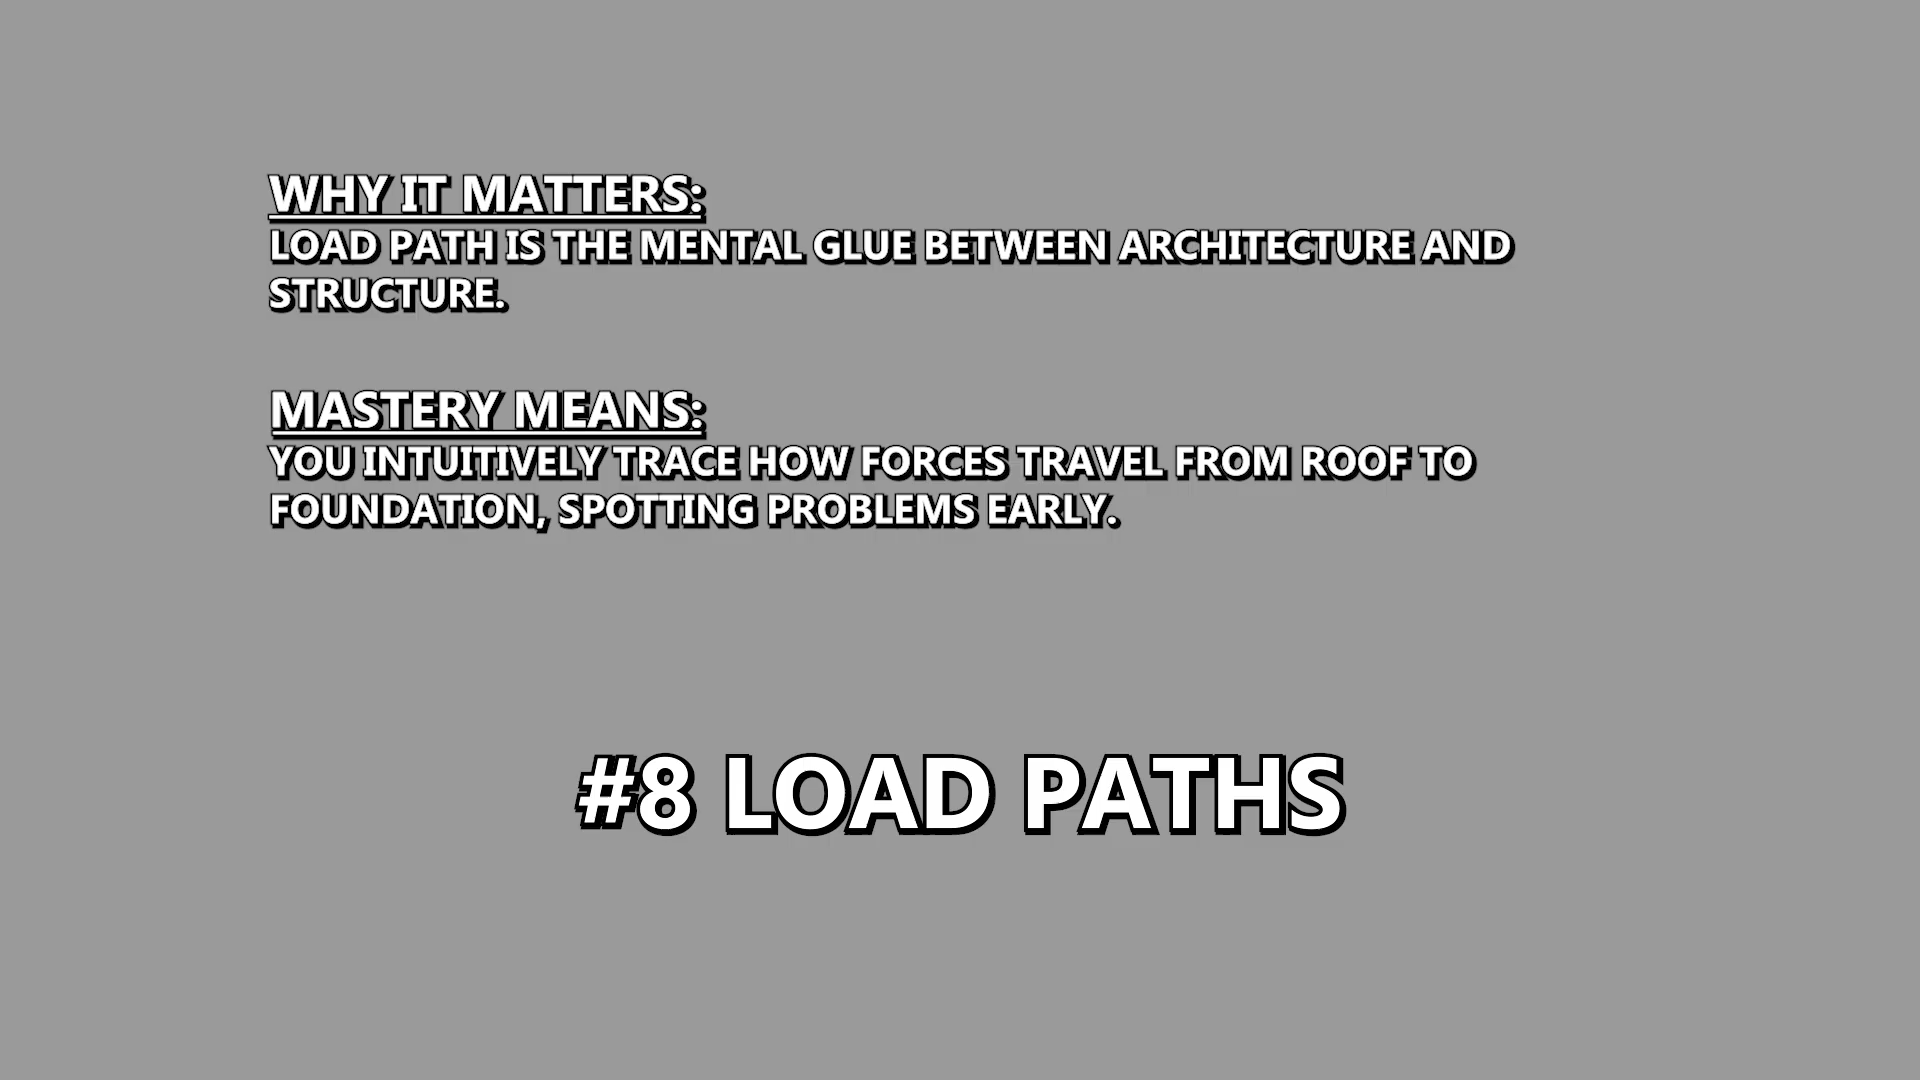 WHY IT MATTERS:
LOAD PATH IS THE MENTAL GLUE BETWEEN ARCHITECTURE AND
STRUCTURE.
MASTERY MEANS:
YOU INTUITIVELY TRACE HOW FORCES TRAVEL FROM ROOF TO
FOUNDATION, SPOTTING PROBLEMS EARLY.
#8 LOAD PATHS